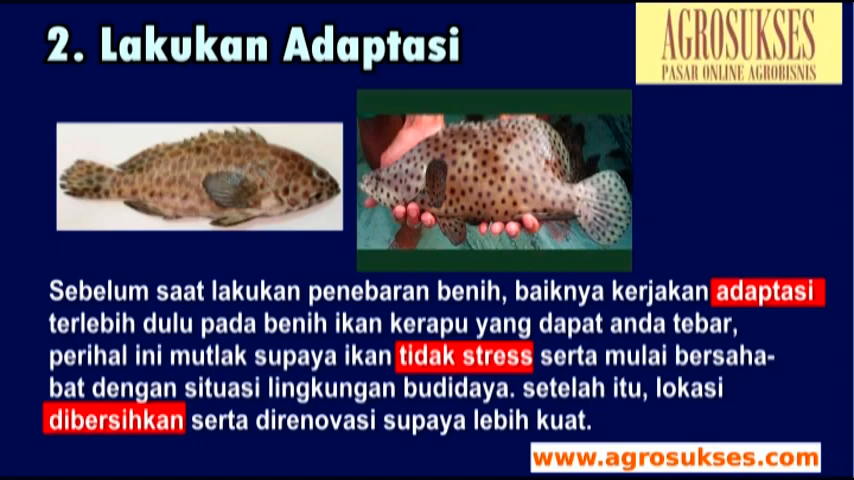 2. Lakukan Adaptasi
AGROSUKSES
PASAR ONLINE AGROBISNIS
Sebelum saat lakukan penebaran benih, baiknya kerjakan adaptasi
terlebih dulu pada benih ikan kerapu yang dapat anda tebar,
perihal ini mutlak supaya ikan tidak stress serta mulai bersaha-
bat dengan situasi lingkungan budidaya. setelah itu, lokasi
dibersihkan serta direnovasi supaya lebih kuat.
www.agrosukses.com